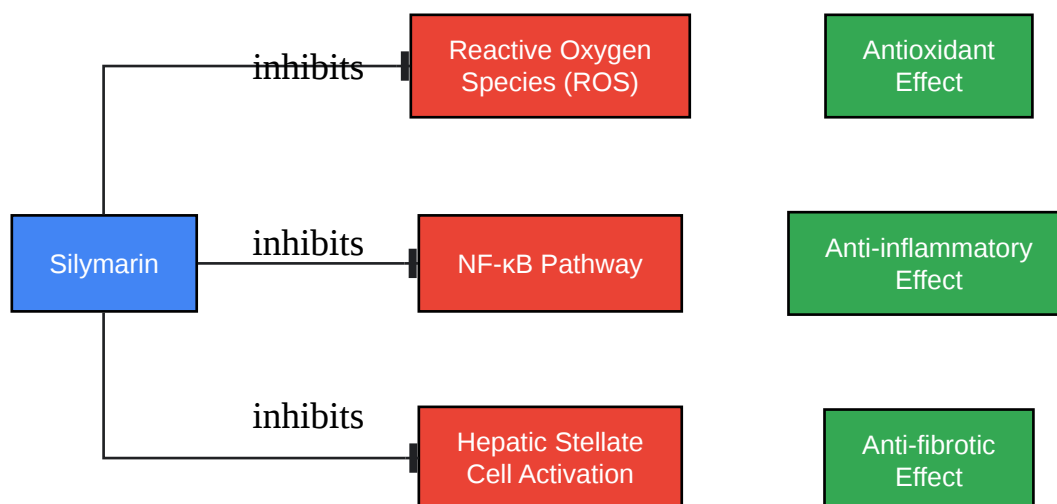 inhibits
Reactive Oxygen
Species (ROS)
Antioxidant
Effect
Silymarin
inhibits
NF-κB Pathway
Anti-inflammatory
Effect
inhibits
Hepatic Stellate
Cell Activation
Anti-fibrotic
Effect